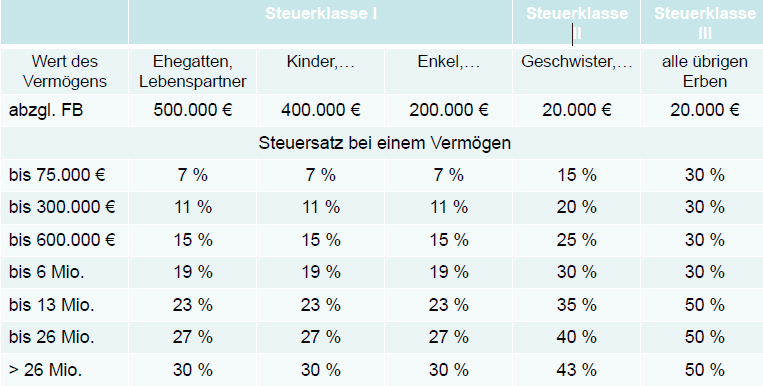 Steuerklasse I Steuerklasse II Steuerklasse III
Wert des Vermögens Ehegatten, Lebenspartner Kinder,… Enkel,… Geschwister,… alle übrigen Erben
abzgl. FB 500.000 € 400.000 € 200.000 € 20.000 € 20.000 €
Steuersatz bei einem Vermögen
bis 75.000 € 7 % 7 % 7 % 15 % 30 %
bis 300.000 € 11 % 11 % 11 % 20 % 30 %
bis 600.000 € 15 % 15 % 15 % 25 % 30 %
bis 6 Mio. 19 % 19 % 19 % 30 % 30 %
bis 13 Mio. 23 % 23 % 23 % 35 % 50 %
bis 26 Mio. 27 % 27 % 27 % 40 % 50 %
> 26 Mio. 30 % 30 % 30 % 43 % 50 %